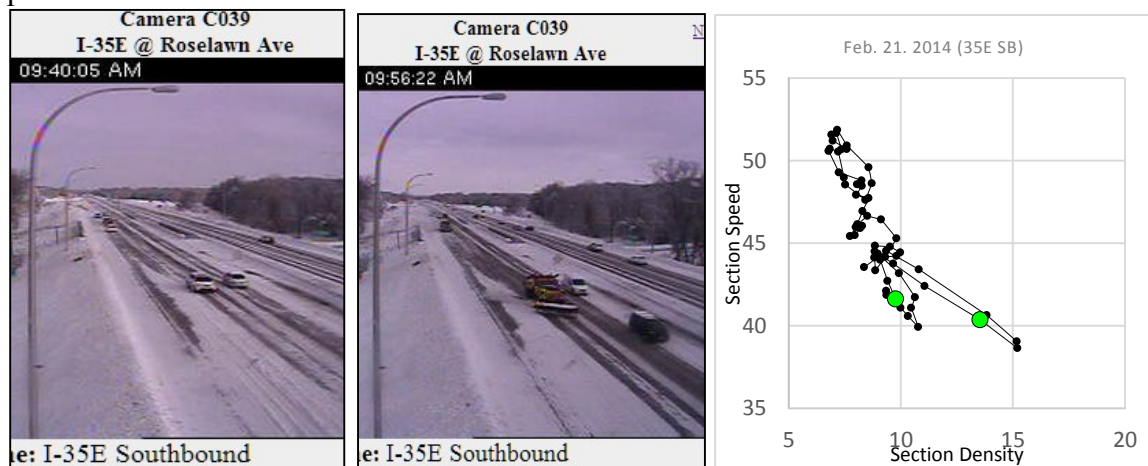 Camera C039
I-35E @ Roselawn Ave
09:40:05 AM
ne: I-35E Southbound
Camera C039
N
I-35E @ Roselawn Ave
09:56:22 AM
ne: I-35E Southbound
Feb. 21. 2014 (35E SB)
Section Speed
55
50
45
40
35
5 10 15 20
Section Density